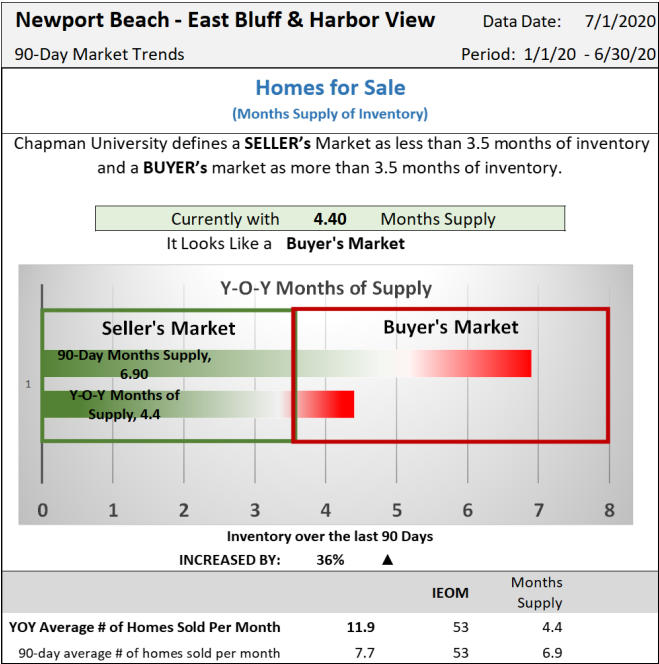 Newport Beach - East Bluff & Harbor View Data Date: 7/1/2020
90-Day Market Trends Period: 1/1/20 - 6/30/20
Homes for Sale
(Months Supply of Inventory)
Chapman University defines a SELLER's Market as less than 3.5 months of inventory
and a BUYER's market as more than 3.5 months of inventory.
Currently with 4.40 Months Supply
It Looks Like a Buyer's Market
Y-O-Y Months of Supply
Seller's Market Buyer's Market
90-Day Months Supply,
6.90
1
Y-O-Y Months of
Supply, 4.4
0 1 2 3 4 5 6 7 8
Inventory over the last 90 Days
INCREASED BY: 36% ▲
IEOM Months
Supply
YOY Average # of Homes Sold Per Month 11.9 53 4.4
90-day average # of homes sold per month 7.7 53 6.9